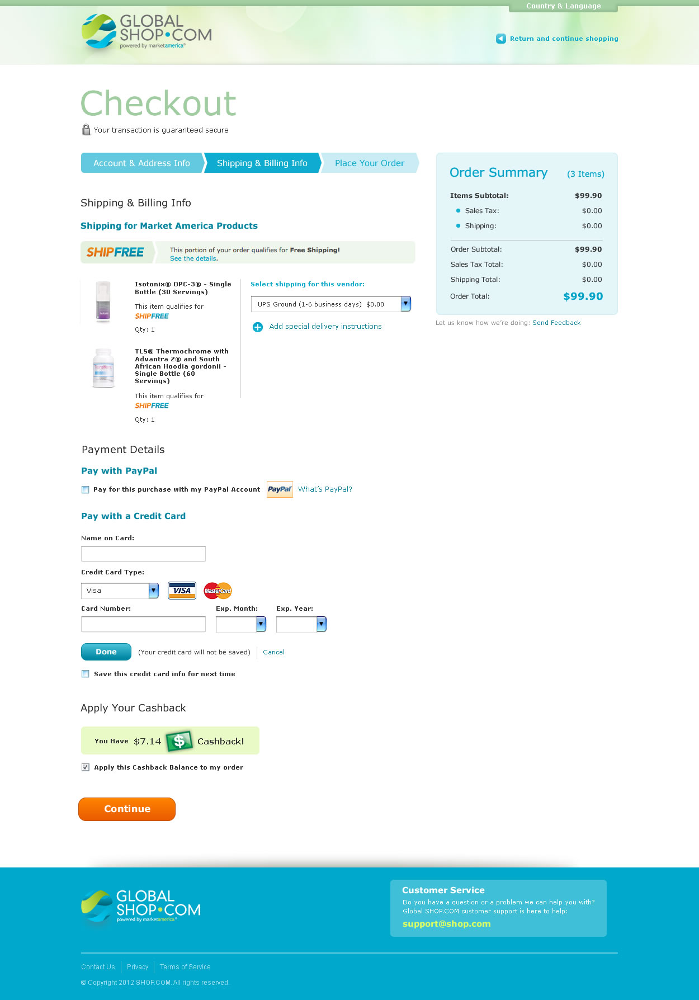 Country & Language
GLOBAL
SHOP•COM
powered by marketamerica®
Return and continue shopping
Checkout
Your transaction is guaranteed secure
Account & Address Info
Shipping & Billing Info
Place Your Order
Order Summary (3 Items)
Items Subtotal: $99.90
Sales Tax: $0.00
Shipping: $0.00
Order Subtotal: $99.90
Sales Tax Total: $0.00
Shipping Total: $0.00
Order Total: $99.90
Let us know how we're doing: Send Feedback
Shipping & Billing Info
Shipping for Market America Products
SHIPFREE
This portion of your order qualifies for Free Shipping!
See the details.
Isotonix® OPC-3® - Single
Bottle (30 Servings)
This item qualifies for
SHIPFREE
Qty: 1
Select shipping for this vendor:
UPS Ground (1-6 business days) $0.00
Add special delivery instructions
TLS® Thermochrome with
Advantra Z® and South
African Hoodia gordonii -
Single Bottle (60
Servings)
This item qualifies for
SHIPFREE
Qty: 1
Payment Details
Pay with PayPal
Pay for this purchase with my PayPal Account
PayPal
What's PayPal?
Pay with a Credit Card
Name on Card:
Credit Card Type:
Visa
VISA
MasterCard
Card Number:
Exp. Month:
Exp. Year:
Done
(Your credit card will not be saved)
Cancel
Save this credit card info for next time
Apply Your Cashback
You Have $7.14 $ Cashback!
Apply this Cashback Balance to my order
Continue
GLOBAL
SHOP•COM
powered by marketamerica®
Customer Service
Do you have a question or a problem we can help you with?
Global SHOP.COM customer support is here to help:
support@shop.com
Contact Us
Privacy
Terms of Service
© Copyright 2012 SHOP.COM. All rights reserved.